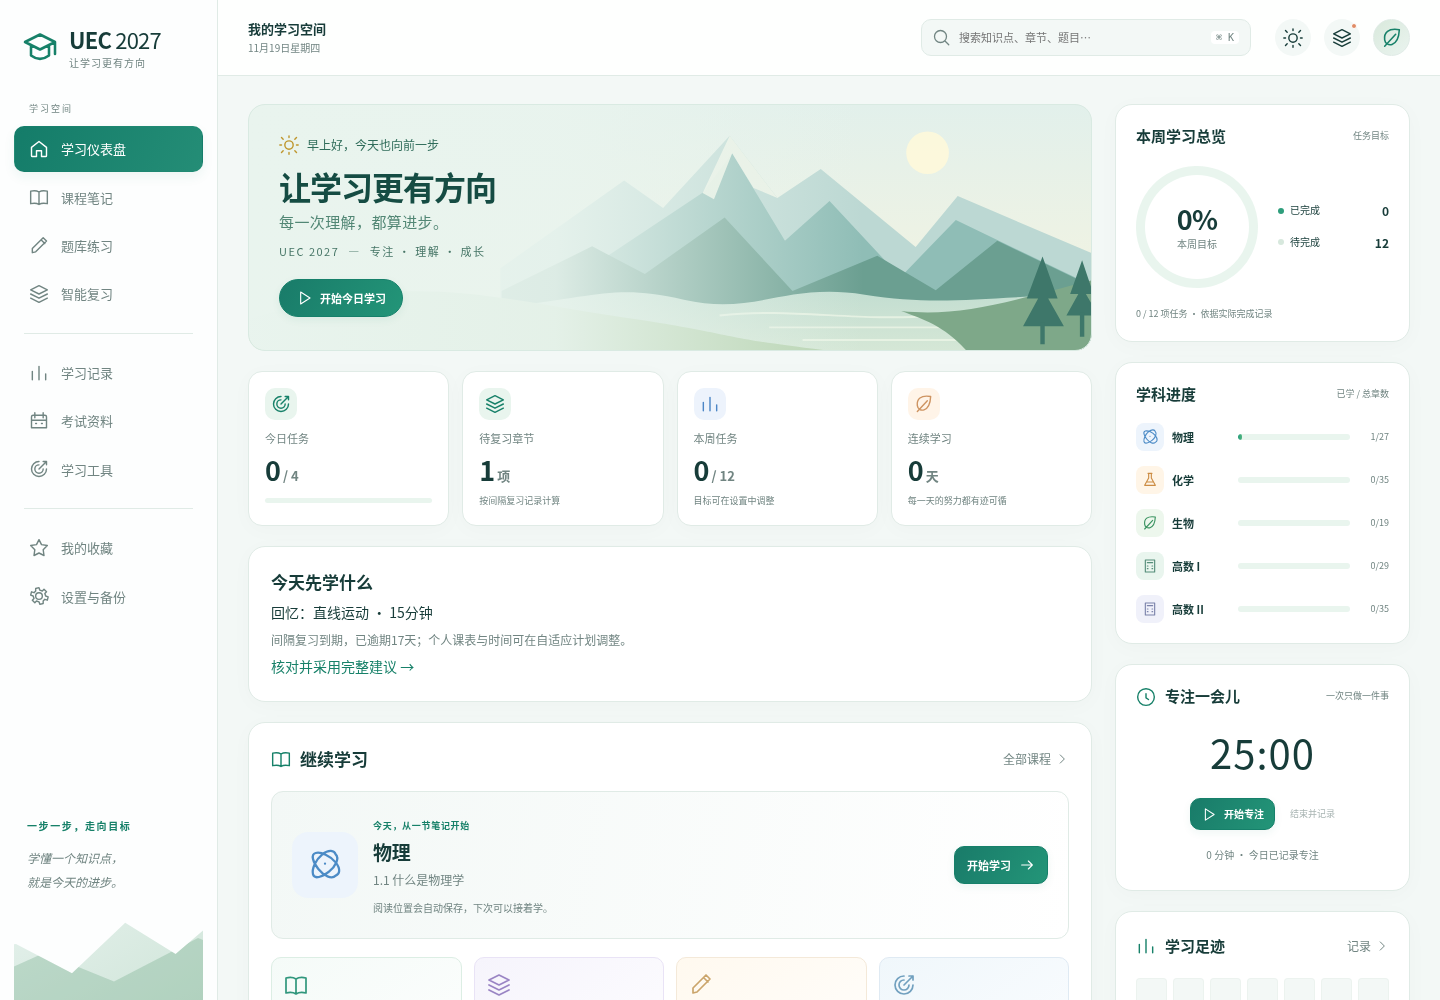 UEC 2027
让学习更有方向
学习空间
学习仪表盘
课程笔记
题库练习
智能复习
学习记录
考试资料
学习工具
我的收藏
设置与备份
一步一步，走向目标
学懂一个知识点，
就是今天的进步。
我的学习空间
11月19日星期四
搜索知识点、章节、题目…
⌘ K
早上好，今天也向前一步
让学习更有方向
每一次理解，都算进步。
UEC 2027 — 专注 · 理解 · 成长
开始今日学习
今日任务
0 / 4
待复习章节
1 项
按间隔复习记录计算
本周任务
0 / 12
目标可在设置中调整
连续学习
0 天
每一天的努力都有迹可循
今天先学什么
回忆：直线运动 · 15分钟
间隔复习到期，已逾期17天；个人课表与时间可在自适应计划调整。
核对并采用完整建议 →
继续学习
全部课程
今天，从一节笔记开始
物理
1.1 什么是物理学
阅读位置会自动保存，下次可以接着学。
开始学习
本周学习总览
任务目标
0%
本周目标
已完成 0
待完成 12
0 / 12 项任务 · 依据实际完成记录
学科进度
已学 / 总章数
物理 1/27
化学 0/35
生物 0/19
高数 I 0/29
高数 II 0/35
专注一会儿
一次只做一件事
25:00
开始专注
结束并记录
0 分钟 · 今日已记录专注
学习足迹
记录